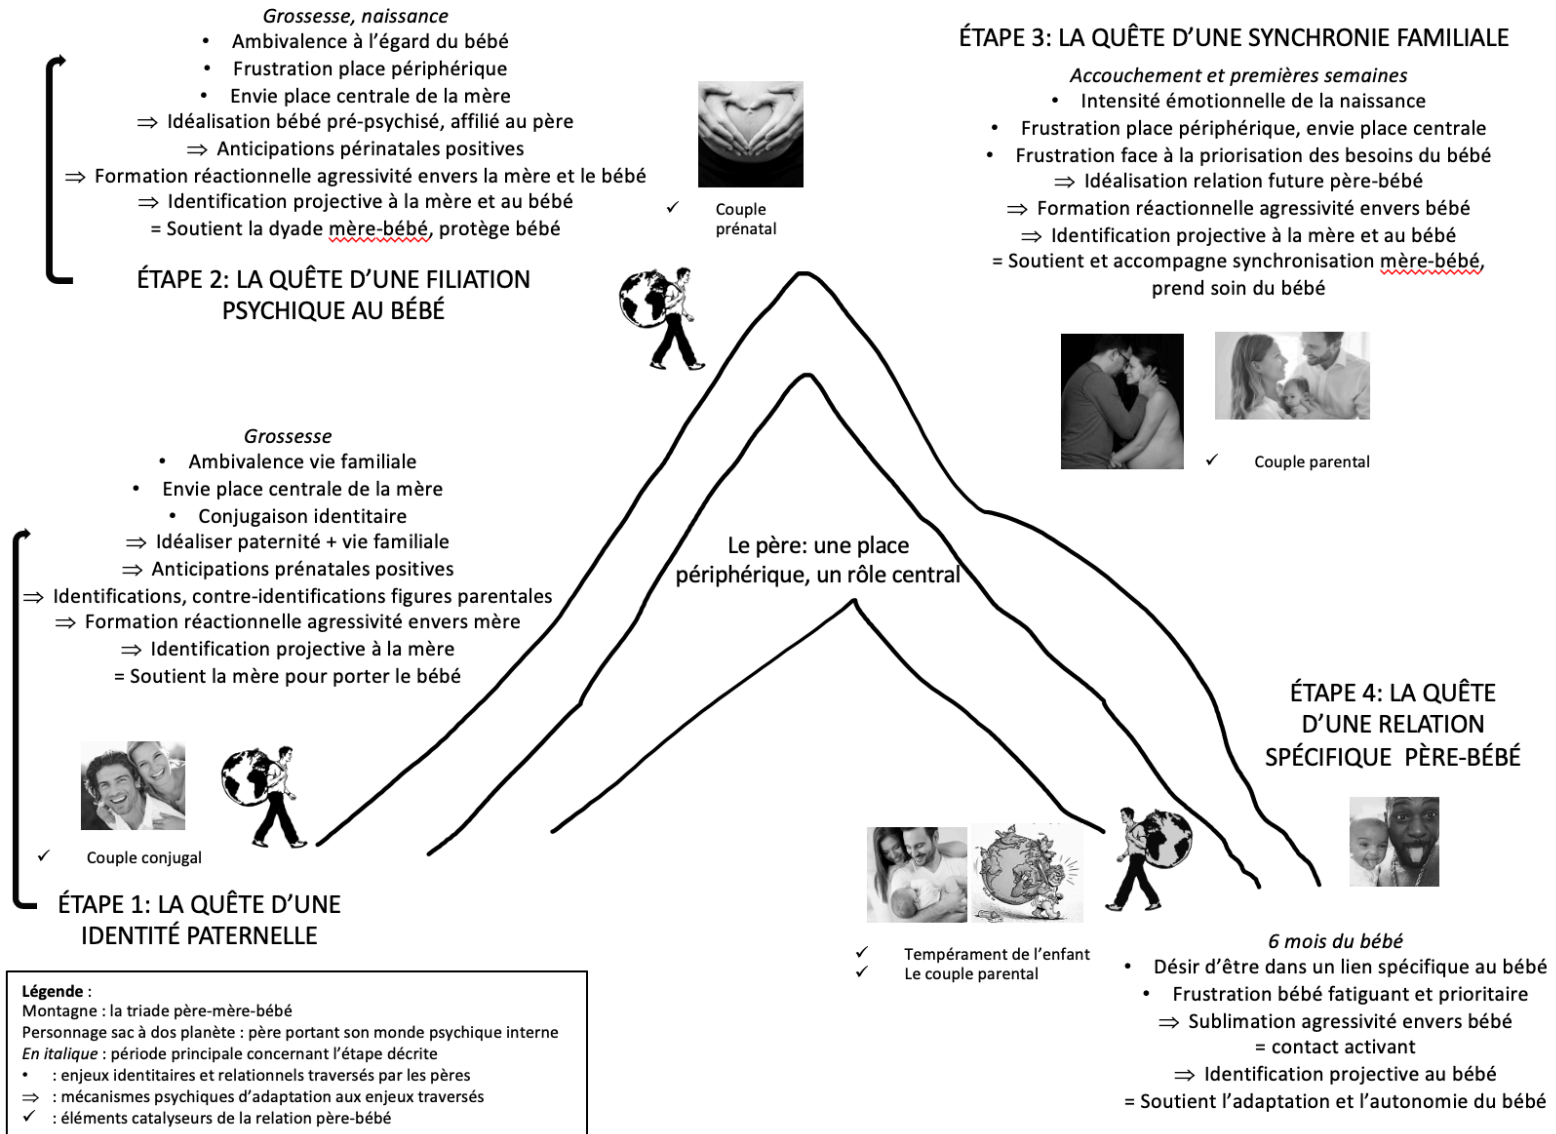 Grossesse, naissance
• Ambivalence à l’égard du bébé
• Frustration place périphérique
• Envie place centrale de la mère
⇒ Idéalisation bébé pré-psychisé, affilié au père
⇒ Anticipations périnatales positives
⇒ Formation réactionnelle agressivité envers la mère et le bébé
⇒ Identification projective à la mère et au bébé
= Soutient la dyade mère-bébé, protège bébé
ÉTAPE 2: LA QUÊTE D’UNE FILIATION
PSYCHIQUE AU BÉBÉ
✓ Couple
prénatal
ÉTAPE 3: LA QUÊTE D’UNE SYNCHRONIE FAMILIALE
Accouchement et premières semaines
• Intensité émotionnelle de la naissance
• Frustration place périphérique, envie place centrale
• Frustration face à la priorisation des besoins du bébé
⇒ Idéalisation relation future père-bébé
⇒ Formation réactionnelle agressivité envers bébé
⇒ Identification projective à la mère et au bébé
= Soutient et accompagne synchronisation mère-bébé,
prend soin du bébé
✓ Couple parental
Grossesse
• Ambivalence vie familiale
• Envie place centrale de la mère
• Conjugaison identitaire
⇒ Idéaliser paternité + vie familiale
⇒ Anticipations prénatales positives
⇒ Identifications, contre-identifications figures parentales
⇒ Formation réactionnelle agressivité envers mère
⇒ Identification projective à la mère
= Soutient la mère pour porter le bébé
✓ Couple conjugal
ÉTAPE 1: LA QUÊTE D’UNE
IDENTITÉ PATERNELLE
Le père: une place
périphérique, un rôle central
ÉTAPE 4: LA QUÊTE
D’UNE RELATION
SPÉCIFIQUE PÈRE-BÉBÉ
✓ Tempérament de l’enfant
✓ Le couple parental
6 mois du bébé
• Désir d’être dans un lien spécifique au bébé
• Frustration bébé fatiguant et prioritaire
⇒ Sublimation agressivité envers bébé
= contact activant
⇒ Identification projective au bébé
= Soutient l’adaptation et l’autonomie du bébé
Légende :
Montagne : la triade père-mère-bébé
Personnage sac à dos planète : père portant son monde psychique interne
En italique : période principale concernant l’étape décrite
• : enjeux identitaires et relationnels traversés par les pères
⇒ : mécanismes psychiques d’adaptation aux enjeux traversés
✓ : éléments catalyseurs de la relation père-bébé